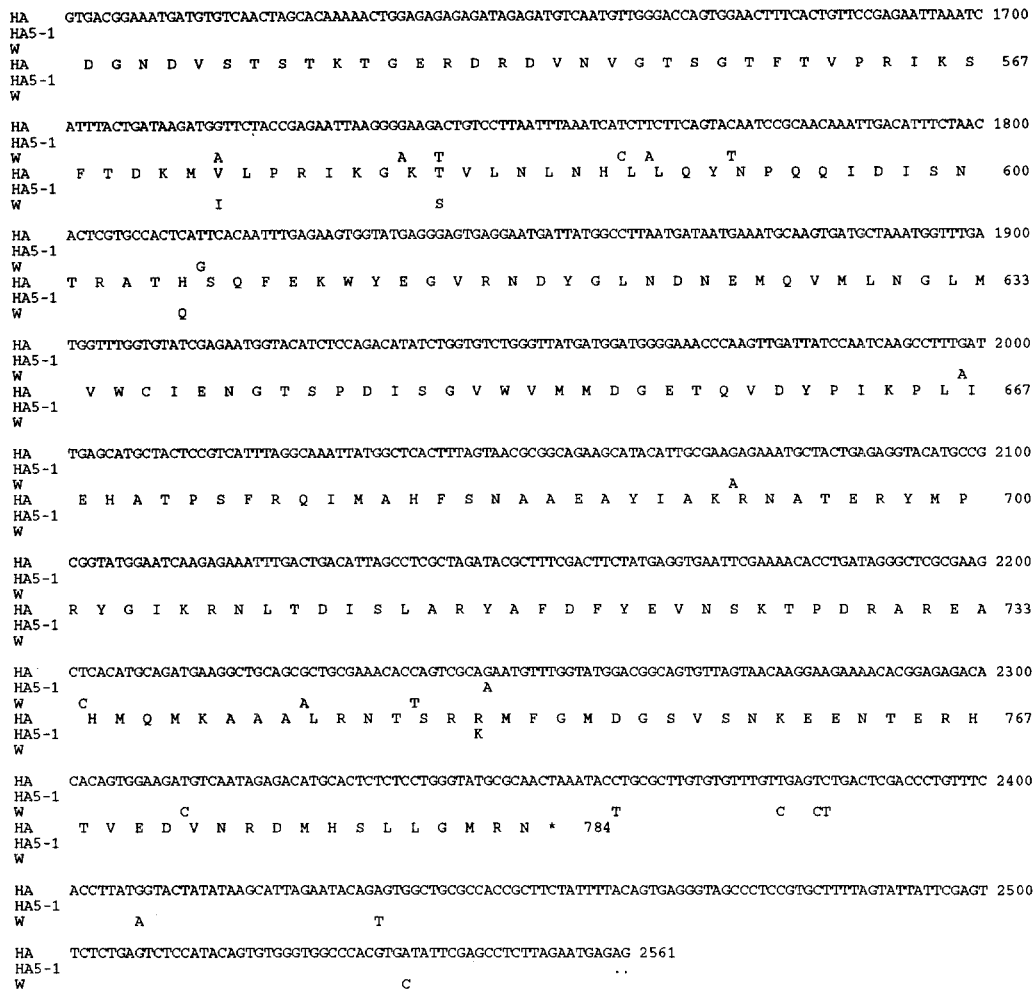 HA GTGACGGAAATGATGTGTCAACTAGCACAAAAACTGGAGAGAGAGATAGAGATGTCAATGTTGGGACCAGTGGAACTTTCACTGTTCCGAGAATTAAATC 1700
HA5-1
W
HA D G N D V S T S T K T G E R D R D V N V G T S G T F T V P R I K S 567
HA5-1
W
HA ATTTACTGATAAGATGGTTCTACCGAGAATTAAGGGGAAGACTGTCCTTAATTTAAATCATCTTCTTCAGTACAATCCGCAACAAATTGACATTTCTAAC 1800
HA5-1
W A A T C A T
HA F T D K M V L P R I K G K T V L N L N H L L Q Y N P Q Q I D I S N 600
HA5-1
W I S
HA ACTCGTGCCACTCATTCACAATTTGAGAAGTGGTATGAGGGAGTGAGGAATGATTATGGCCTTAATGATAATGAAATGCAAGTGATGCTAAATGGTTTGA 1900
HA5-1
W G
HA T R A T H S Q F E K W Y E G V R N D Y G L N D N E M Q V M L N G L M 633
HA5-1
W Q
HA TGGTTTGGTGTATCGAGAATGGTACATCTCCAGACATATCTGGTGTCTGGGTTATGATGGATGGGGAAACCCAAGTTGATTATCCAATCAAGCCTTTGAT 2000
HA5-1
W A
HA V W C I E N G T S P D I S G V W V M M D G E T Q V D Y P I K P L I 667
HA5-1
W
HA TGAGCATGCTACTCCGTCATTTAGGCAAATTATGGCTCACTTTAGTAACGCGGCAGAAGCATACATTGCGAAGAGAAATGCTACTGAGAGGTACATGCCG 2100
HA5-1
W A
HA E H A T P S F R Q I M A H F S N A A E A Y I A K R N A T E R Y M P 700
HA5-1
W
HA CGGTATGGAATCAAGAGAAATTTGACTGACATTAGCCTCGCTAGATACGCTTTCGACTTCTATGAGGTGAATTCGAAAACACCTGATAGGGCTCGCGAAG 2200
HA5-1
W
HA R Y G I K R N L T D I S L A R Y A F D F Y E V N S K T P D R A R E A 733
HA5-1
W
HA CTCACATGCAGATGAAGGCTGCAGCGCTGCGAAACACCAGTCGCAGAATGTTTGGTATGGACGGCAGTGTTAGTAACAAGGAAGAAAACACGGAGAGACA 2300
HA5-1 A
W C A T
HA H M Q M K A A A L R N T S R R M F G M D G S V S N K E E N T E R H 767
HA5-1 K
W
HA CACAGTGGAAGATGTCAATAGAGACATGCACTCTCTCCTGGGTATGCGCAACTAAATACCTGCGCTTGTGTGTTTGTTGAGTCTGACTCGACCCTGTTTC 2400
HA5-1
W C T C CT
HA T V E D V N R D M H S L L G M R N * 784
HA5-1
W
HA ACCTTATGGTACTATATAAGCATTAGAATACAGAGTGGCTGCGCCACCGCTTCTATTTTACAGTGAGGGTAGCCCTCCGTGCTTTTAGTATTATTCGAGT 2500
HA5-1
W A T
HA TCTCTGAGTCTCCATACAGTGTGGGTGGCCCACGTGATATTCGAGCCTCTTAGAATGAGAG 2561
HA5-1 ..
W C